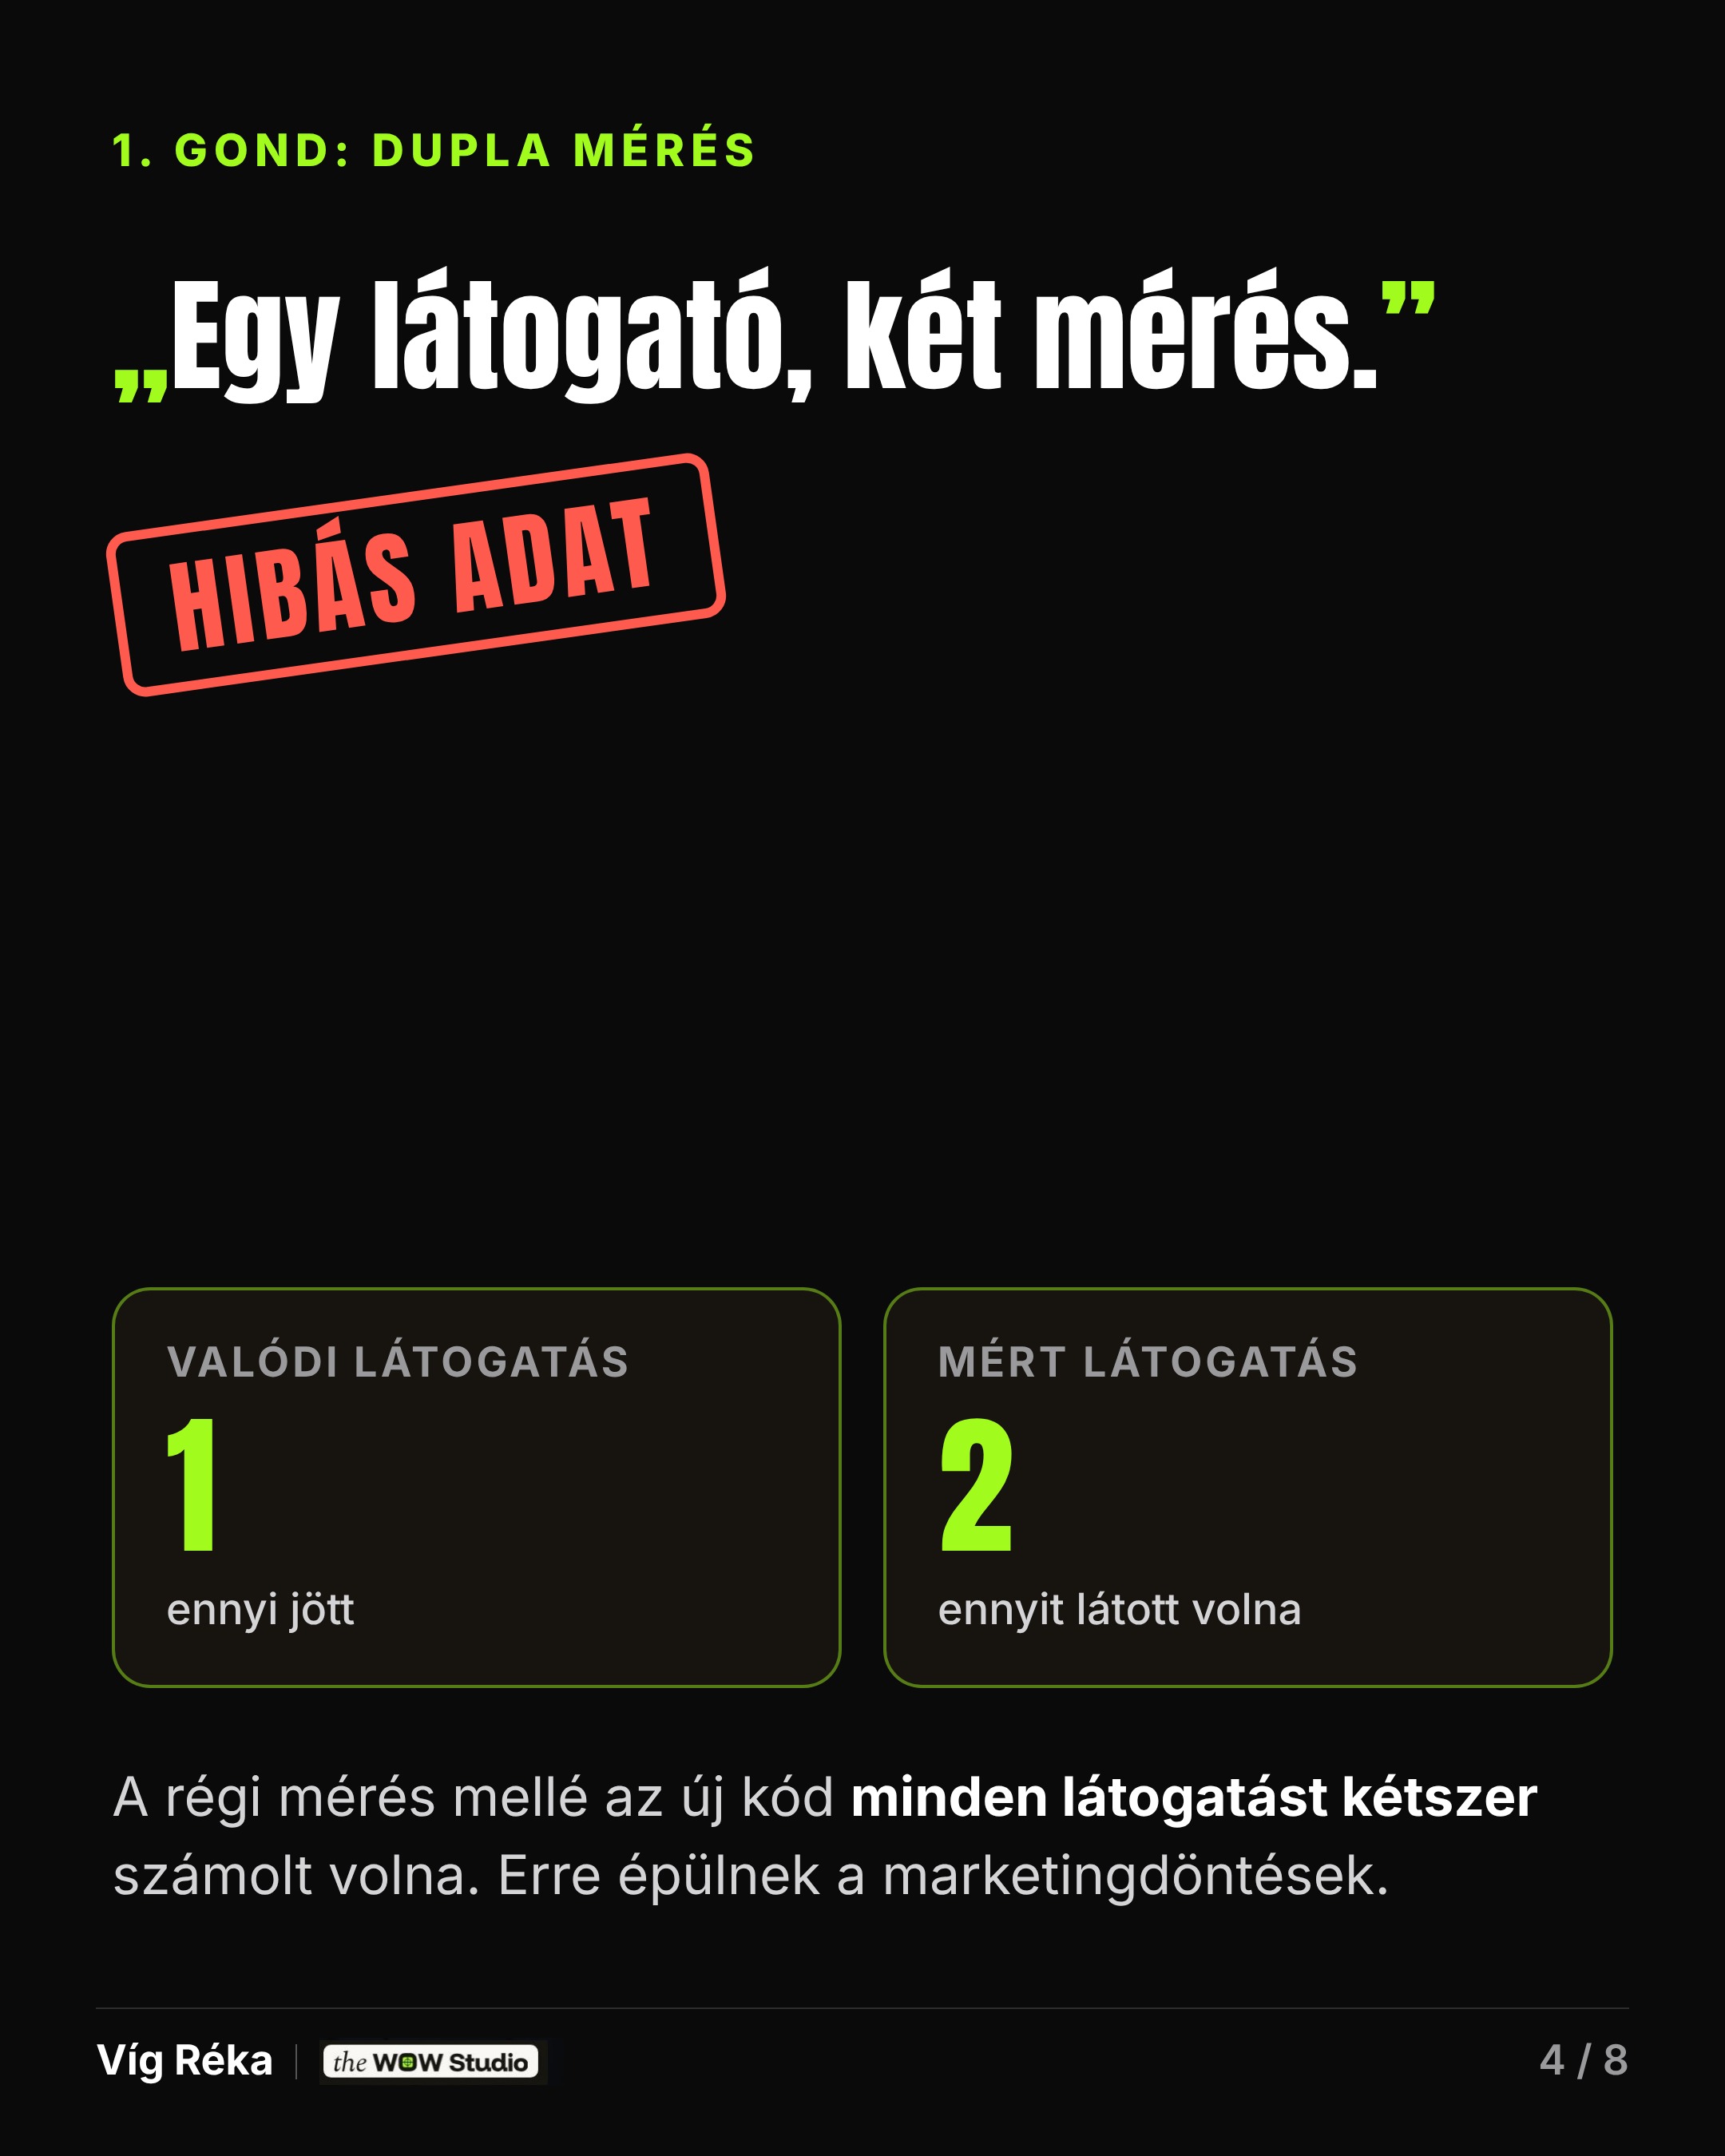 1. GOND: DUPLA MÉRÉS
„Egy látogató, két mérés.”
HIBÁS ADAT
VALÓDI LÁTOGATÁS
1
ennyi jött
MÉRT LÁTOGATÁS
2
ennyit látott volna
A régi mérés mellé az új kód minden látogatást kétszer
számolt volna. Erre épülnek a marketingdöntések.
Víg Réka | the WOW Studio
4 / 8